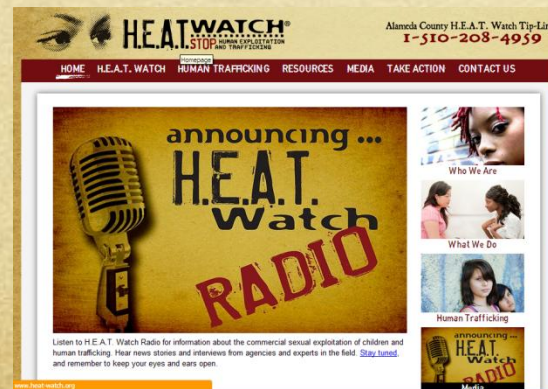 H.E.A.T. WATCH®
STOP HUMAN EXPLOITATION
AND TRAFFICKING
Alameda County H.E.A.T. Watch Tip-Lin
1-510-208-4959
Homepage
HOME H.E.A.T. WATCH HUMAN TRAFFICKING RESOURCES MEDIA TAKE ACTION CONTACT US
announcing ...
H.E.A.T.
Watch
RADIO
Who We Are
What We Do
Human Trafficking
announcing ...
H.E.A.T.
Watch
RADIO
Media
Listen to H.E.A.T. Watch Radio for information about the commercial sexual exploitation of children and
human trafficking. Hear news stories and interviews from agencies and experts in the field. Stay tuned,
and remember to keep your eyes and ears open.
www.heat-watch.org